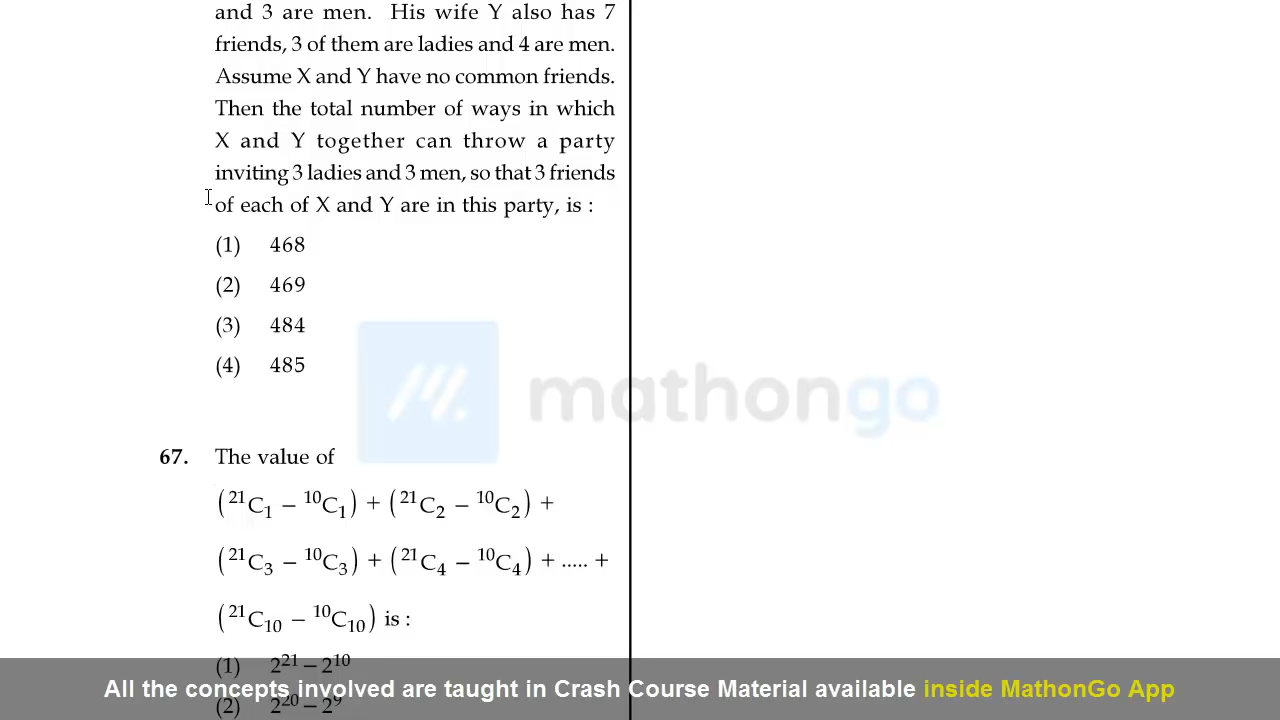 and 3 are men. His wife Y also has 7
friends, 3 of them are ladies and 4 are men.
Assume X and Y have no common friends.
Then the total number of ways in which
X and Y together can throw a party
inviting 3 ladies and 3 men, so that 3 friends
of each of X and Y are in this party, is :
(1) 468
(2) 469
(3) 484
(4) 485
mathongo
67. The value of
(²¹C₁ – ¹⁰C₁) + (²¹C₂ – ¹⁰C₂) +
(²¹C₃ – ¹⁰C₃) + (²¹C₄ – ¹⁰C₄) + ..... +
(²¹C₁₀ – ¹⁰C₁₀) is :
(1) 2²¹ – 2¹⁰
(2) 2²⁰ – 2⁹
All the concepts involved are taught in Crash Course Material available inside MathonGo App